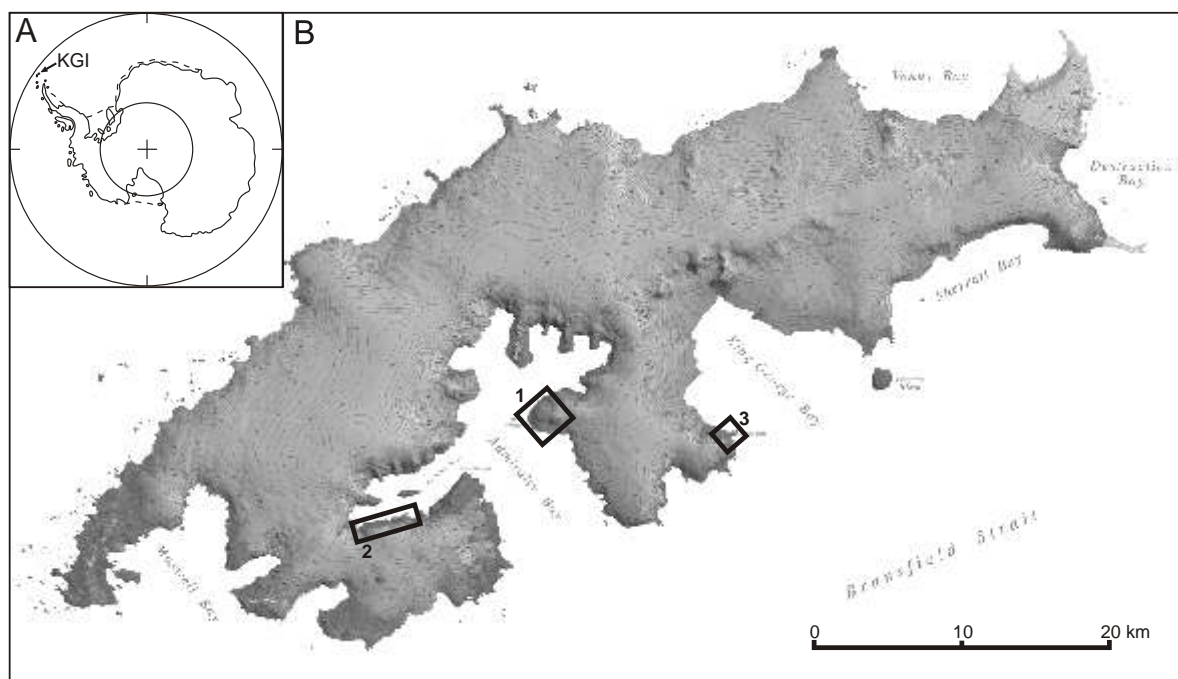 A
KGI
B
Venus Bay
Destruction
Bay
Sherratt Bay
King George Bay
1
3
Admiralty Bay
2
Maxwell Bay
Bransfield Strait
0 10 20 km